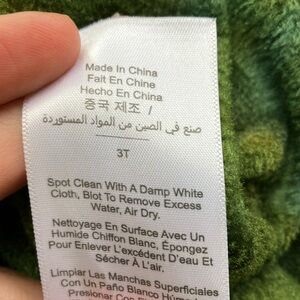 Made In China
Fait En Chine
Hecho En China
중국 제조 /
صنع في الصين من المواد المستوردة
3T
Spot Clean With A Damp White
Cloth, Blot To Remove Excess
Water, Air Dry.
Nettoyage En Surface Avec Un
Humide Chiffon Blanc, Épongez
Pour Enlever L'excédent D'eau Et
Sécher À L'air.
Limpiar Las Manchas Superficiales
Con Un Paño Blanco Húme
Presionar Para